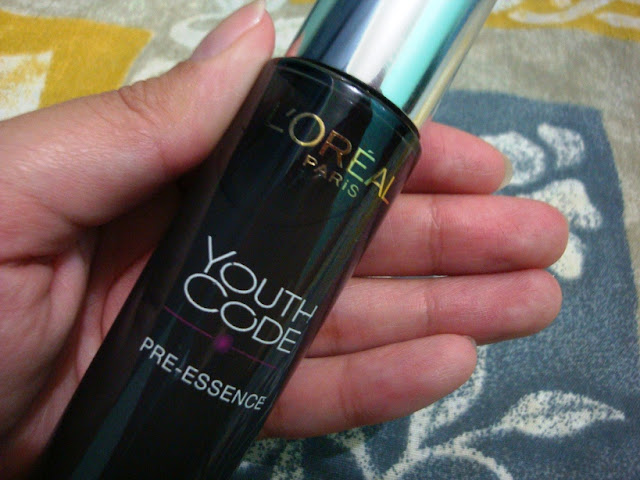 L'ORÉAL
PARIS
YOUTH
CODE
PRE-ESSENCE